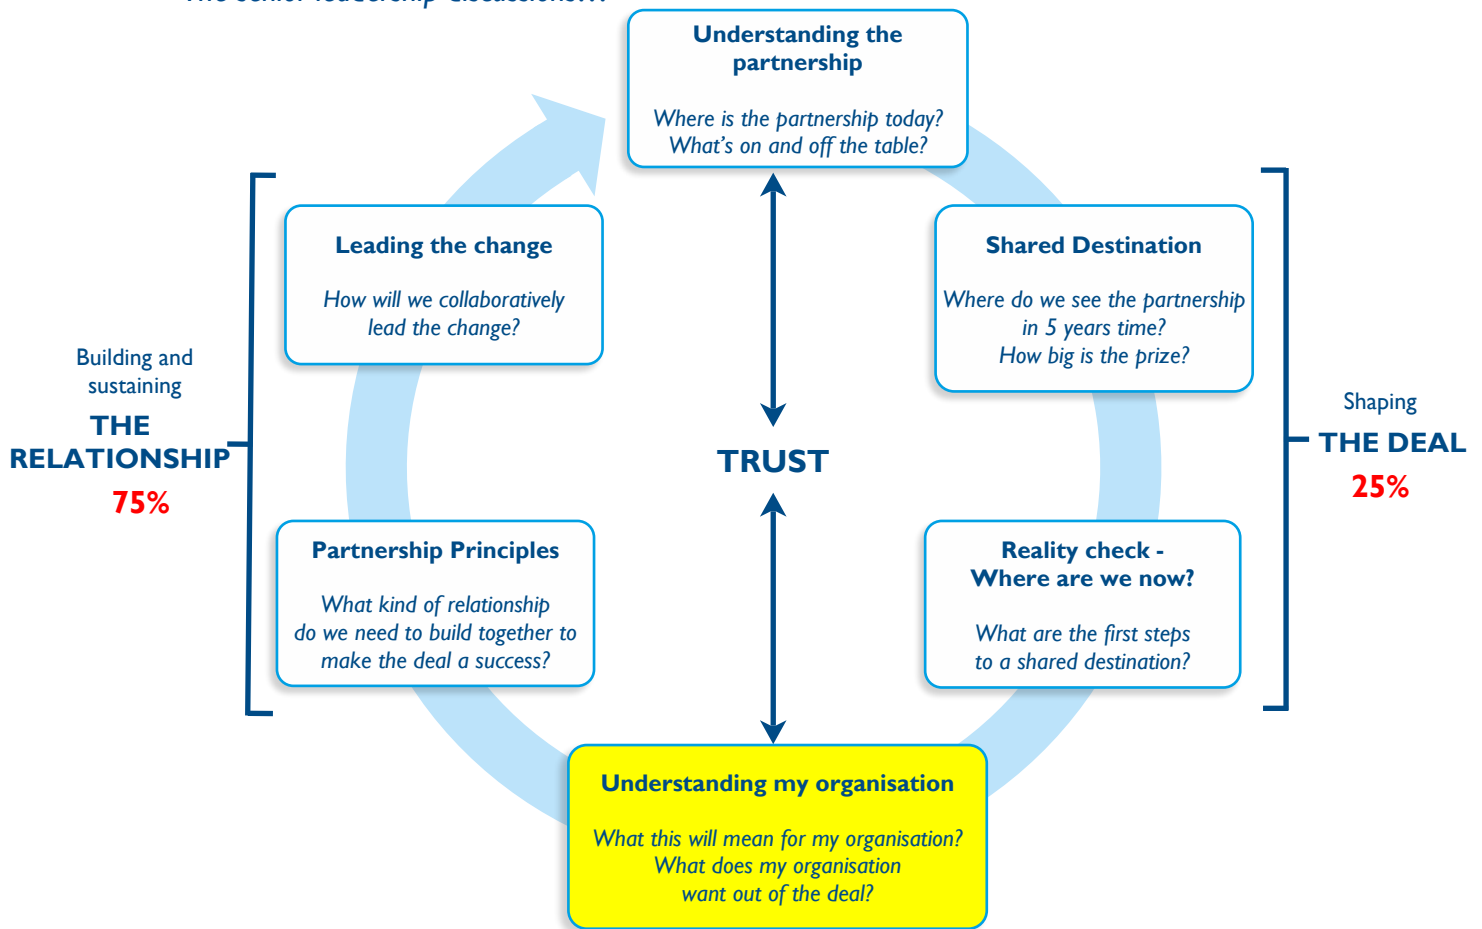 The senior leadership discussions…
Understanding the
partnership
Where is the partnership today?
What's on and off the table?
Leading the change
How will we collaboratively
lead the change?
Shared Destination
Where do we see the partnership
in 5 years time?
How big is the prize?
Building and
sustaining
THE
RELATIONSHIP
75%
TRUST
Shaping
THE DEAL
25%
Partnership Principles
What kind of relationship
do we need to build together to
make the deal a success?
Reality check -
Where are we now?
What are the first steps
to a shared destination?
Understanding my organisation
What this will mean for my organisation?
What does my organisation
want out of the deal?